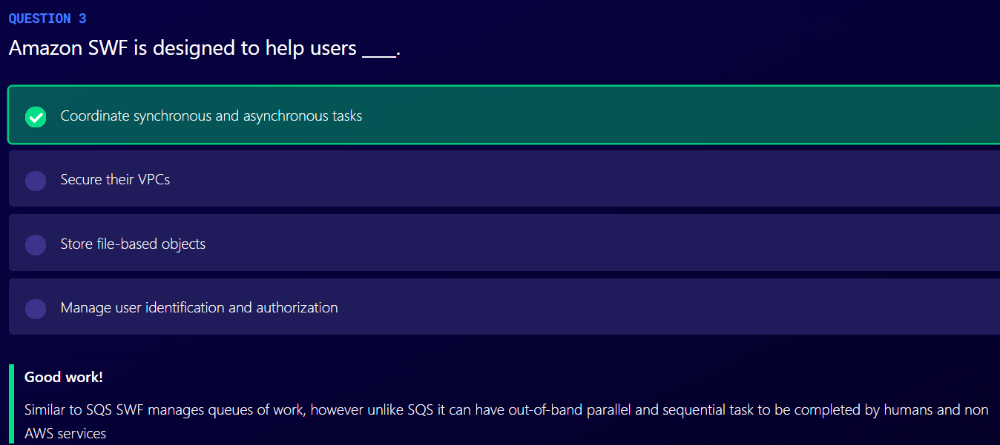 QUESTION 3
Amazon SWF is designed to help users ____.
Coordinate synchronous and asynchronous tasks
Secure their VPCs
Store file-based objects
Manage user identification and authorization
Good work!
Similar to SQS SWF manages queues of work, however unlike SQS it can have out-of-band parallel and sequential task to be completed by humans and non
AWS services